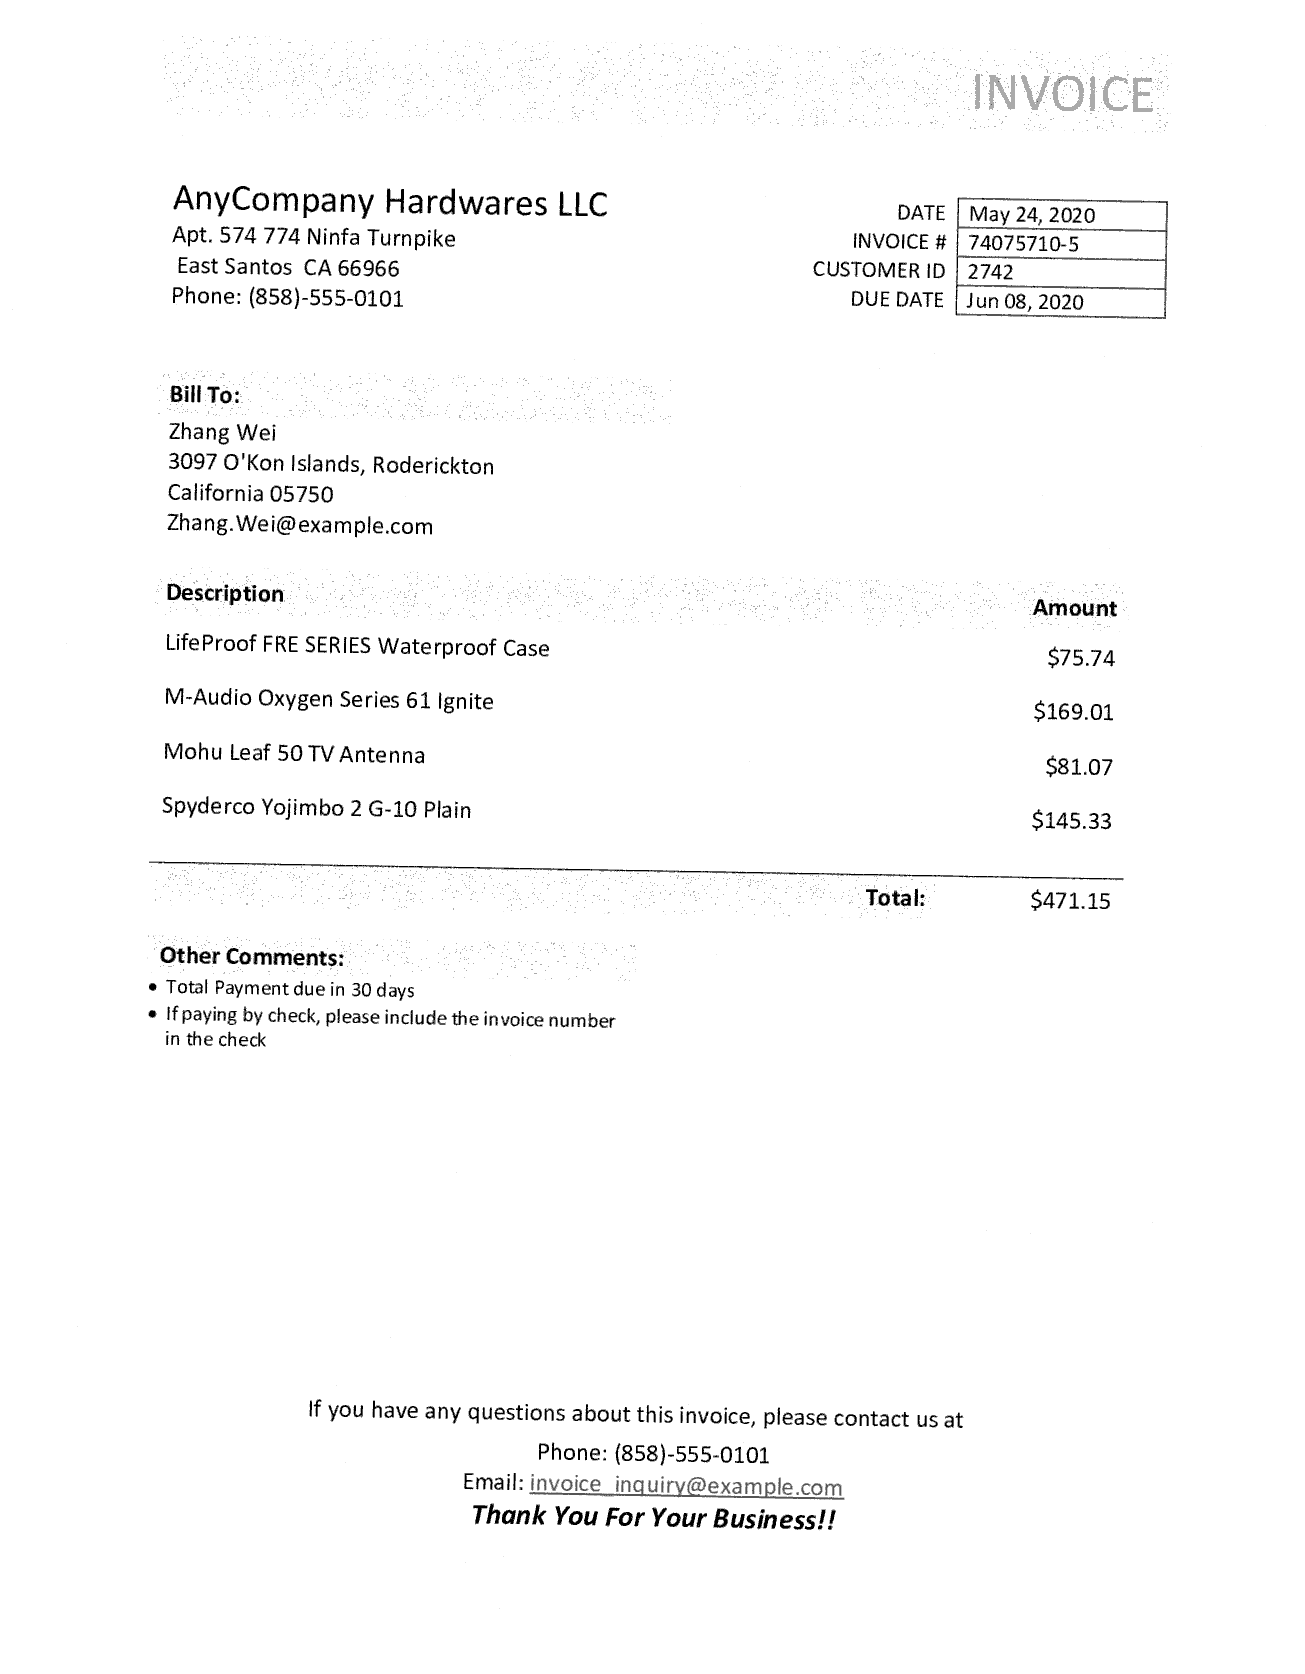 INVOICE
AnyCompany Hardwares LLC
Apt. 574 774 Ninfa Turnpike
East Santos CA 66966
Phone: (858)-555-0101
DATE May 24, 2020
INVOICE # 74075710-5
CUSTOMER ID 2742
DUE DATE Jun 08, 2020
Bill To:
Zhang Wei
3097 O'Kon Islands, Roderickton
California 05750
Zhang.Wei@example.com
Description Amount
LifeProof FRE SERIES Waterproof Case $75.74
M-Audio Oxygen Series 61 Ignite $169.01
Mohu Leaf 50 TV Antenna $81.07
Spyderco Yojimbo 2 G-10 Plain $145.33
Total: $471.15
Other Comments:
• Total Payment due in 30 days
• If paying by check, please include the invoice number
in the check
If you have any questions about this invoice, please contact us at
Phone: (858)-555-0101
Email: invoice_inquiry@example.com
Thank You For Your Business!!